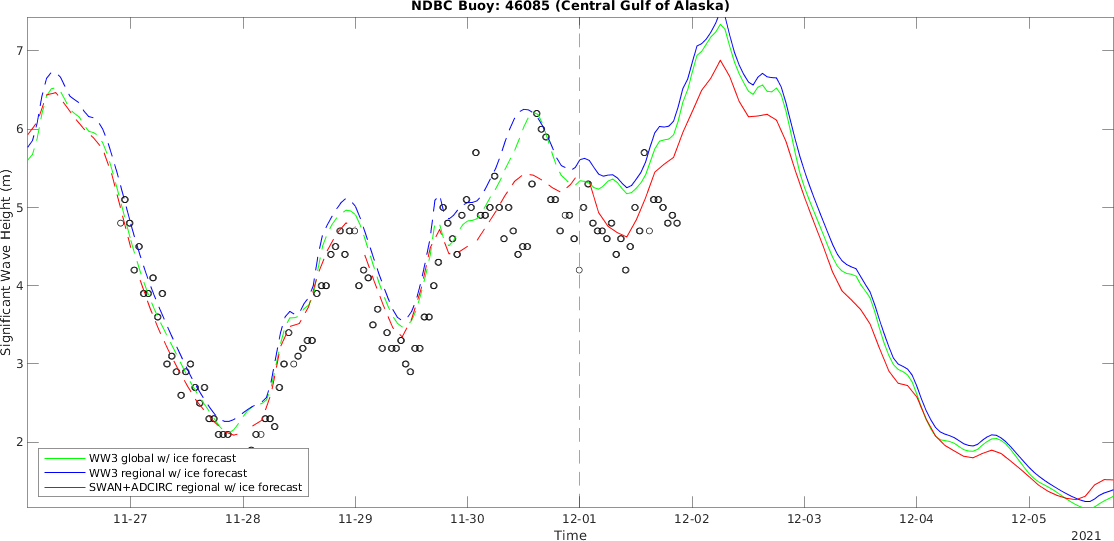 NDBC Buoy: 46085 (Central Gulf of Alaska)
Significant Wave Height (m)
7
6
5
4
3
2
WW3 global w/ ice forecast
WW3 regional w/ ice forecast
SWAN+ADCIRC regional w/ ice forecast
11-27
11-28
11-29
11-30
12-01
12-02
12-03
12-04
12-05
Time
2021